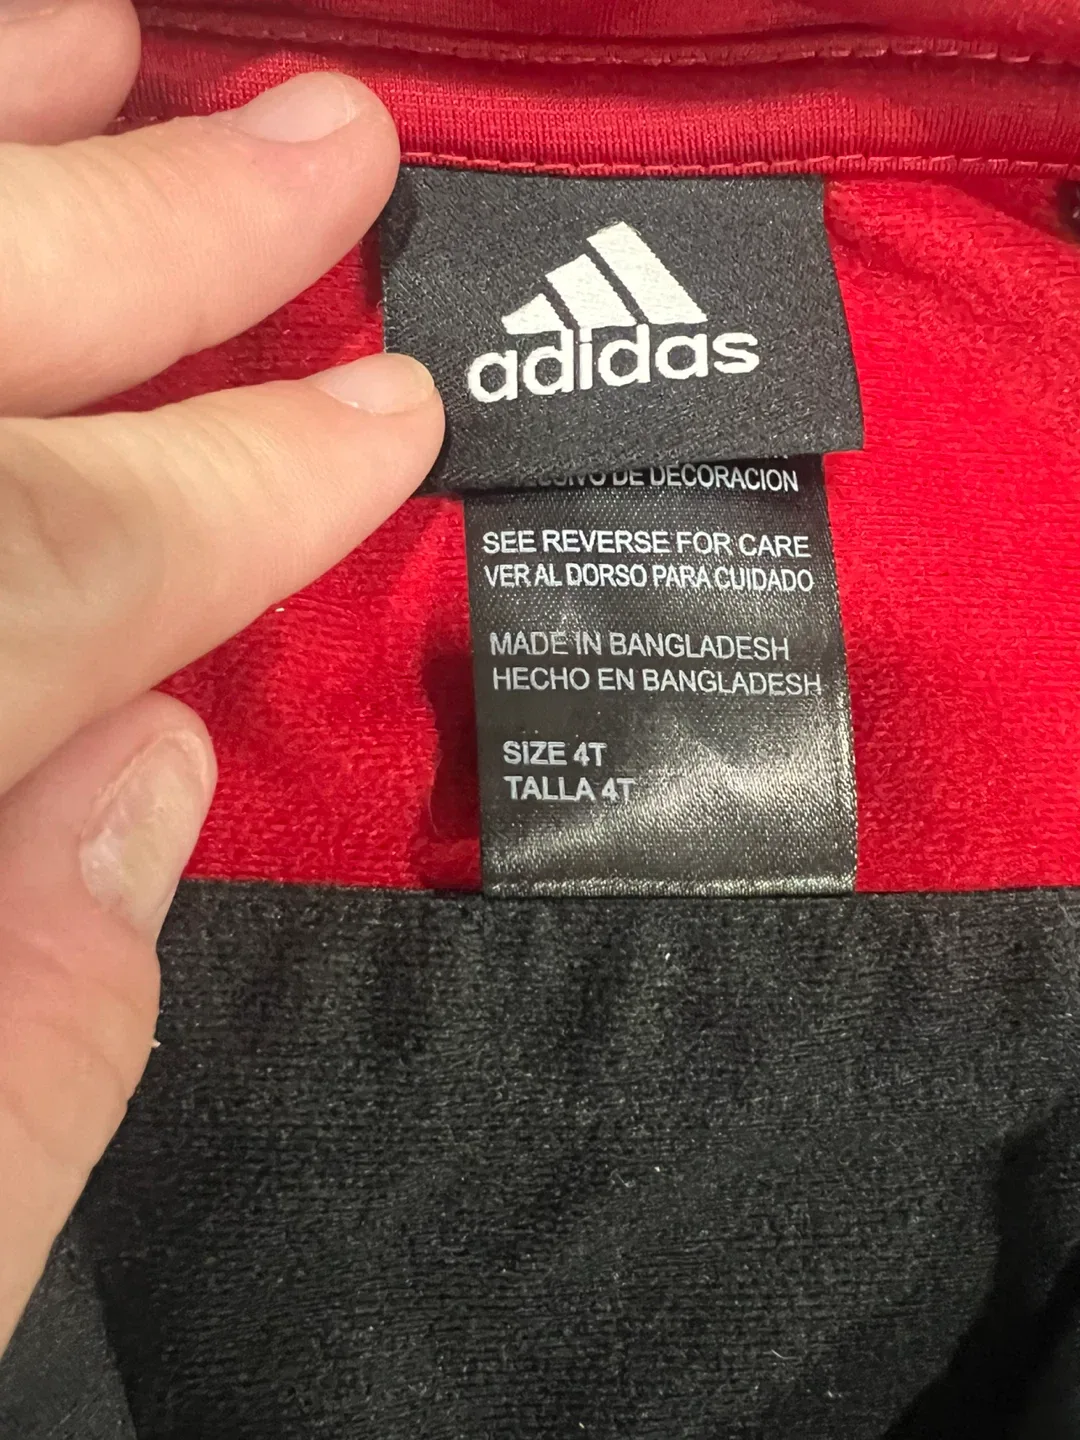 adidas
DE DECORACION
SEE REVERSE FOR CARE
VER AL DORSO PARA CUIDADO
MADE IN BANGLADESH
HECHO EN BANGLADESH
SIZE 4T
TALLA 4T